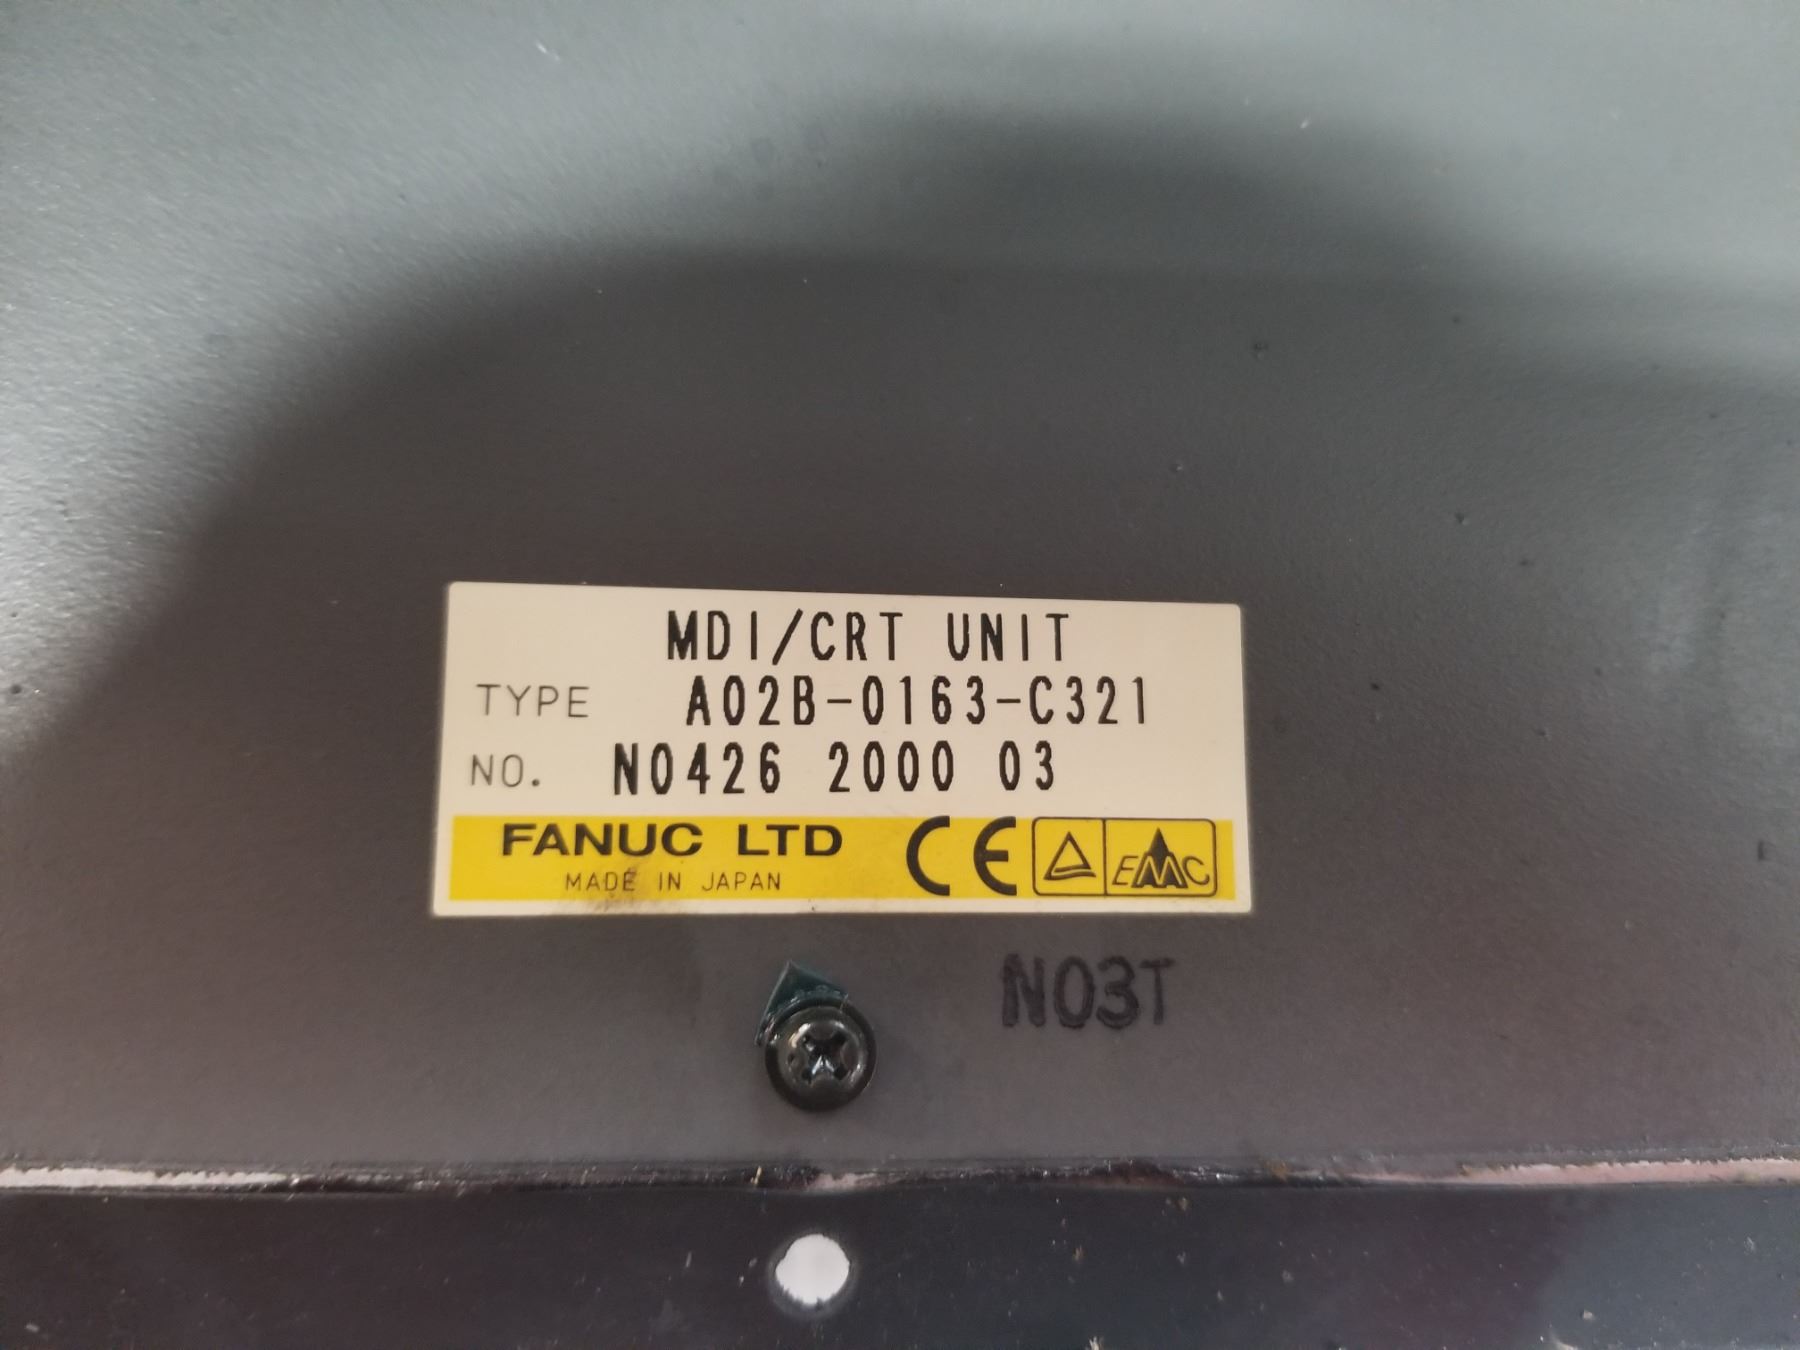 MDI/CRT UNIT
TYPE A02B-0163-C321
NO. N0426 2000 03
FANUC LTD CE EMC
MADE IN JAPAN
N03T